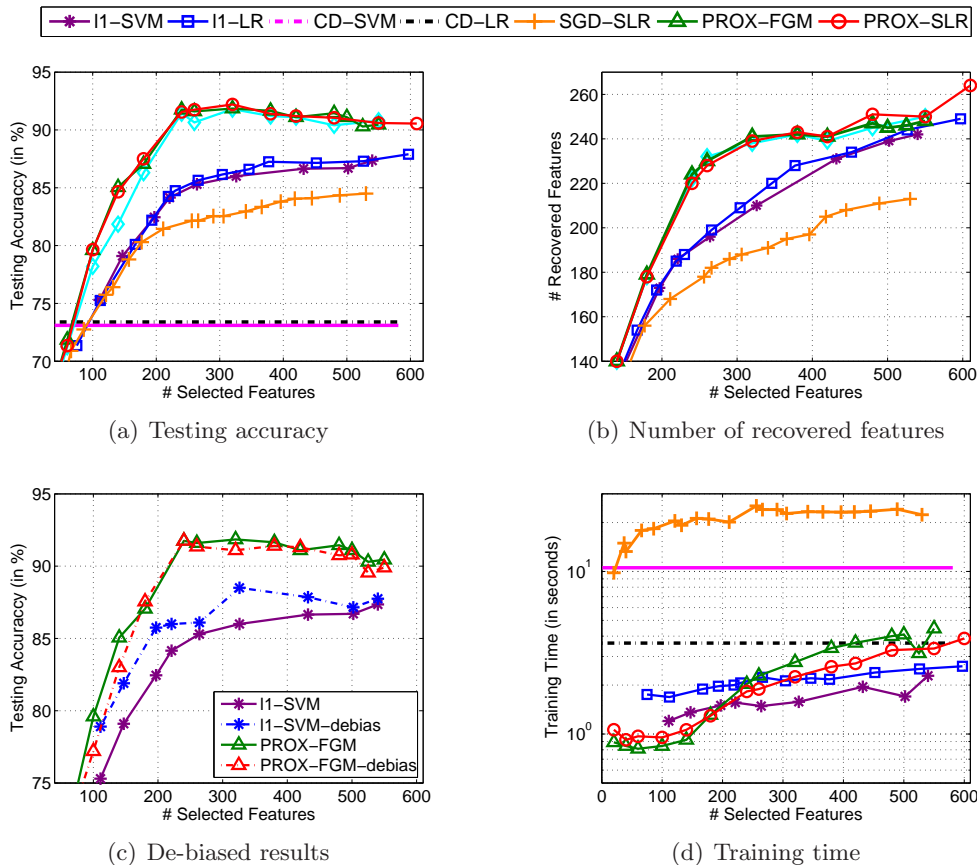 l1−SVM l1−LR CD−SVM CD−LR SGD−SLR PROX−FGM PROX−SLR
95
90
85
80
75
70
Testing Accuracy (in %)
100 200 300 400 500 600
# Selected Features
(a) Testing accuracy
260
240
220
200
180
160
140
# Recovered Features
200 300 400 500 600
# Selected Features
(b) Number of recovered features
95
90
85
80
75
Testing Accuraccy (in %)
l1−SVM
l1−SVM−debias
PROX−FGM
PROX−FGM−debias
100 200 300 400 500 600
# Selected Features
(c) De-biased results
10^1
10^0
Training Time (in seconds)
0 100 200 300 400 500 600
# Selected Features
(d) Training time